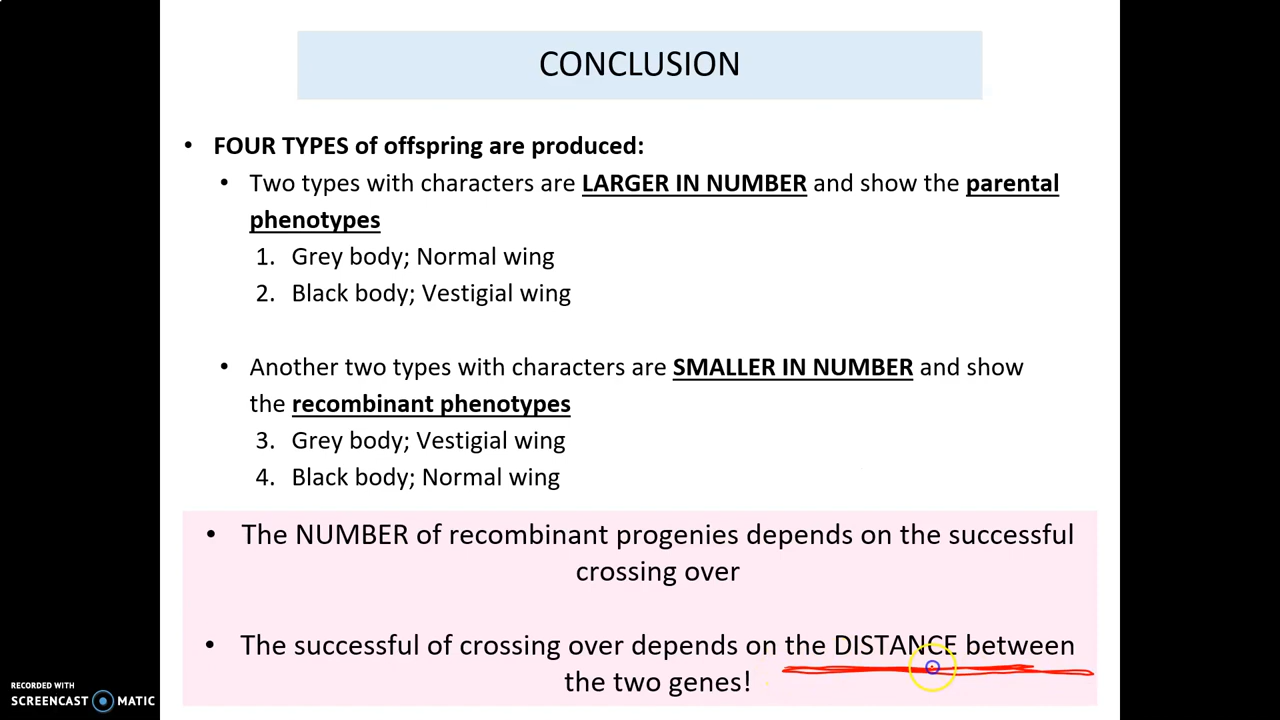 CONCLUSION
• FOUR TYPES of offspring are produced:
• Two types with characters are LARGER IN NUMBER and show the parental
phenotypes
1. Grey body; Normal wing
2. Black body; Vestigial wing
• Another two types with characters are SMALLER IN NUMBER and show
the recombinant phenotypes
3. Grey body; Vestigial wing
4. Black body; Normal wing
• The NUMBER of recombinant progenies depends on the successful
crossing over
• The successful of crossing over depends on the DISTANCE between
the two genes!
RECORDED WITH
SCREENCAST MATIC